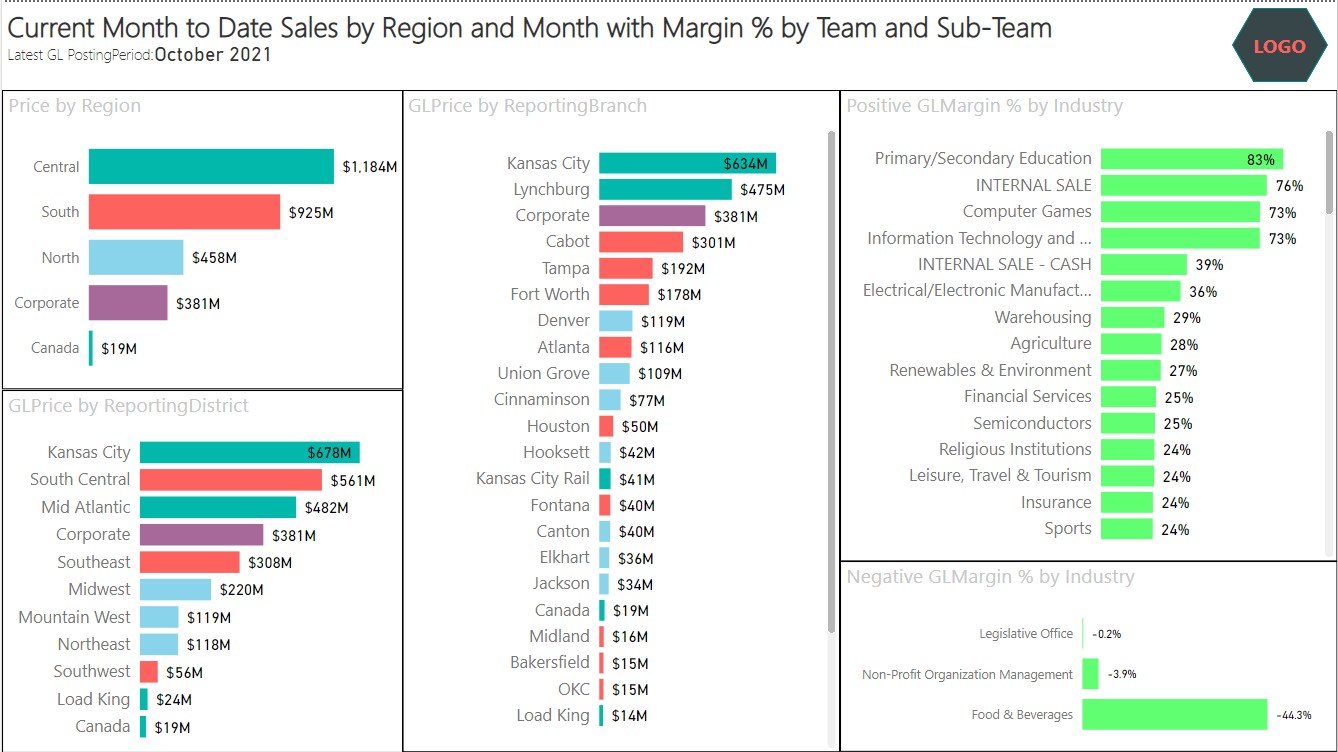 Current Month to Date Sales by Region and Month with Margin % by Team and Sub-Team
Latest GL PostingPeriod:October 2021
LOGO
Price by Region
Central $1,184M
South $925M
North $458M
Corporate $381M
Canada $19M
GLPrice by ReportingDistrict
Kansas City $678M
South Central $561M
Mid Atlantic $482M
Corporate $381M
Southeast $308M
Midwest $220M
Mountain West $119M
Northeast $118M
Southwest $56M
Load King $24M
Canada $19M
GLPrice by ReportingBranch
Kansas City $634M
Lynchburg $475M
Corporate $381M
Cabot $301M
Tampa $192M
Fort Worth $178M
Denver $119M
Atlanta $116M
Union Grove $109M
Cinnaminson $77M
Houston $50M
Hooksett $42M
Kansas City Rail $41M
Fontana $40M
Canton $40M
Elkhart $36M
Jackson $34M
Canada $19M
Midland $16M
Bakersfield $15M
OKC $15M
Load King $14M
Positive GLMargin % by Industry
Primary/Secondary Education 83%
INTERNAL SALE 76%
Computer Games 73%
Information Technology and ... 73%
INTERNAL SALE - CASH 39%
Electrical/Electronic Manufact... 36%
Warehousing 29%
Agriculture 28%
Renewables & Environment 27%
Financial Services 25%
Semiconductors 25%
Religious Institutions 24%
Leisure, Travel & Tourism 24%
Insurance 24%
Sports 24%
Negative GLMargin % by Industry
Legislative Office -0.2%
Non-Profit Organization Management -3.9%
Food & Beverages -44.3%